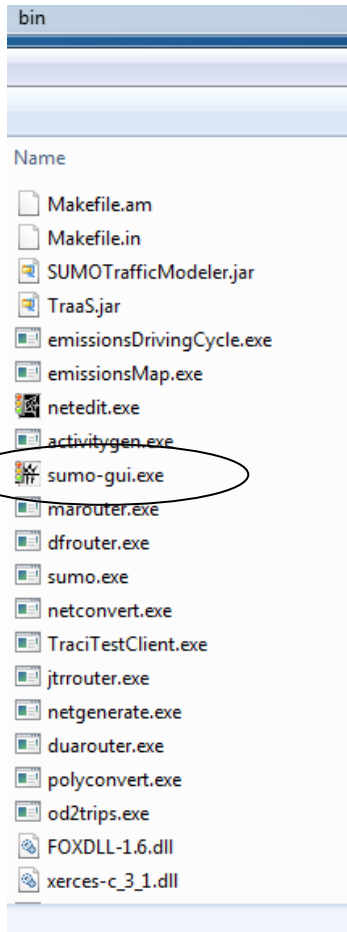 bin
Name
Makefile.am
Makefile.in
SUMOTrafficModeler.jar
TraaS.jar
emissionsDrivingCycle.exe
emissionsMap.exe
netedit.exe
activitygen.exe
sumo-gui.exe
marouter.exe
dfrouter.exe
sumo.exe
netconvert.exe
TraciTestClient.exe
jtrrouter.exe
netgenerate.exe
duarouter.exe
polyconvert.exe
od2trips.exe
FOXDLL-1.6.dll
xerces-c_3_1.dll